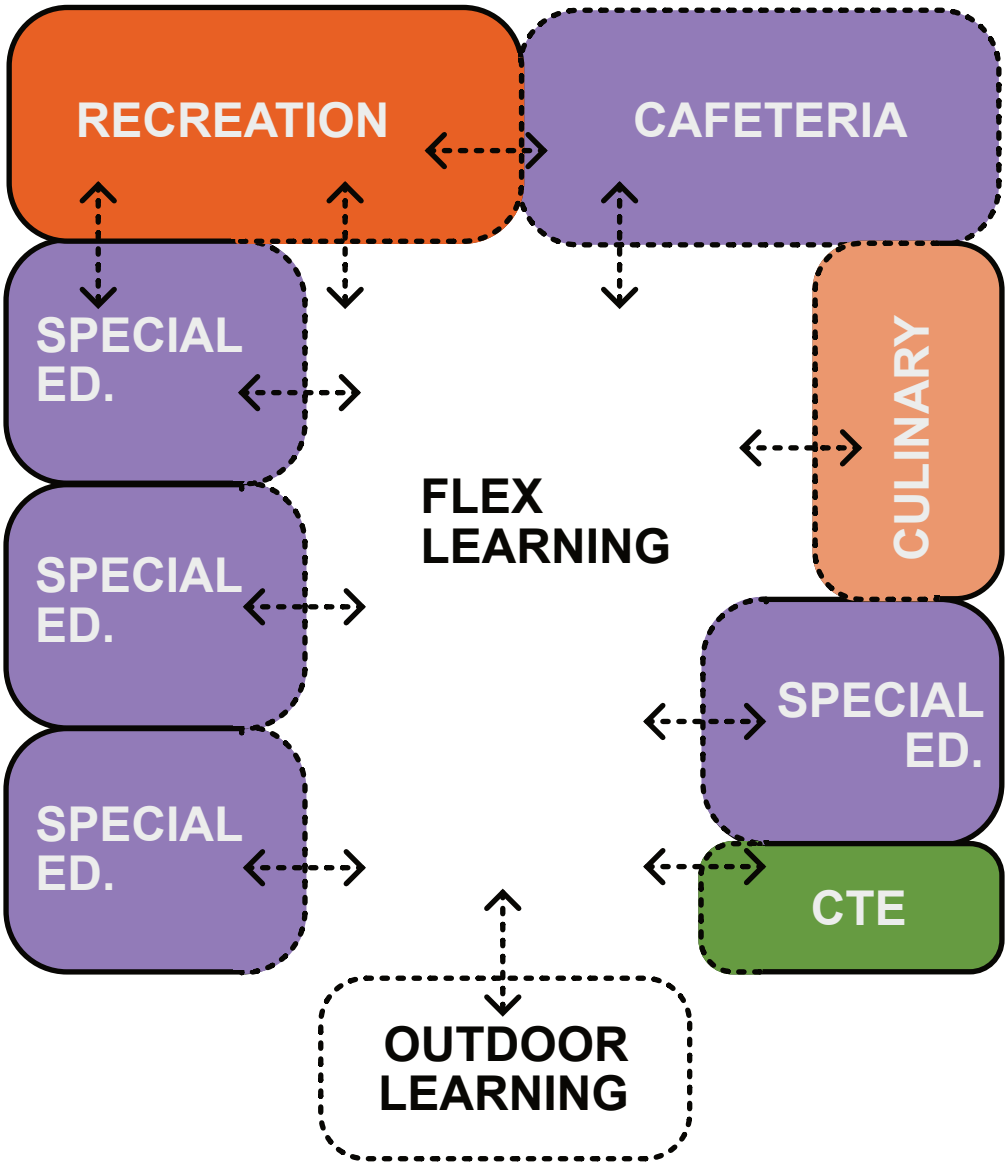 RECREATION
CAFETERIA
SPECIAL
ED.
CULINARY
FLEX
LEARNING
SPECIAL
ED.
SPECIAL
ED.
SPECIAL
ED.
CTE
OUTDOOR
LEARNING